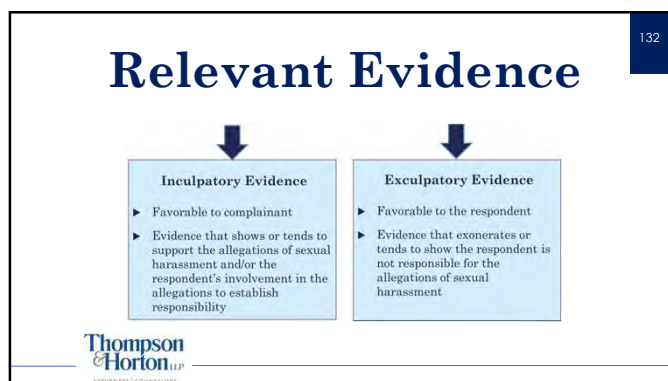 132
Relevant Evidence
Inculpatory Evidence
► Favorable to complainant
► Evidence that shows or tends to
support the allegations of sexual
harassment and/or the
respondent's involvement in the
allegations to establish
responsibility
Exculpatory Evidence
► Favorable to the respondent
► Evidence that exonerates or
tends to show the respondent is
not responsible for the
allegations of sexual
harassment
Thompson
& Horton LLP